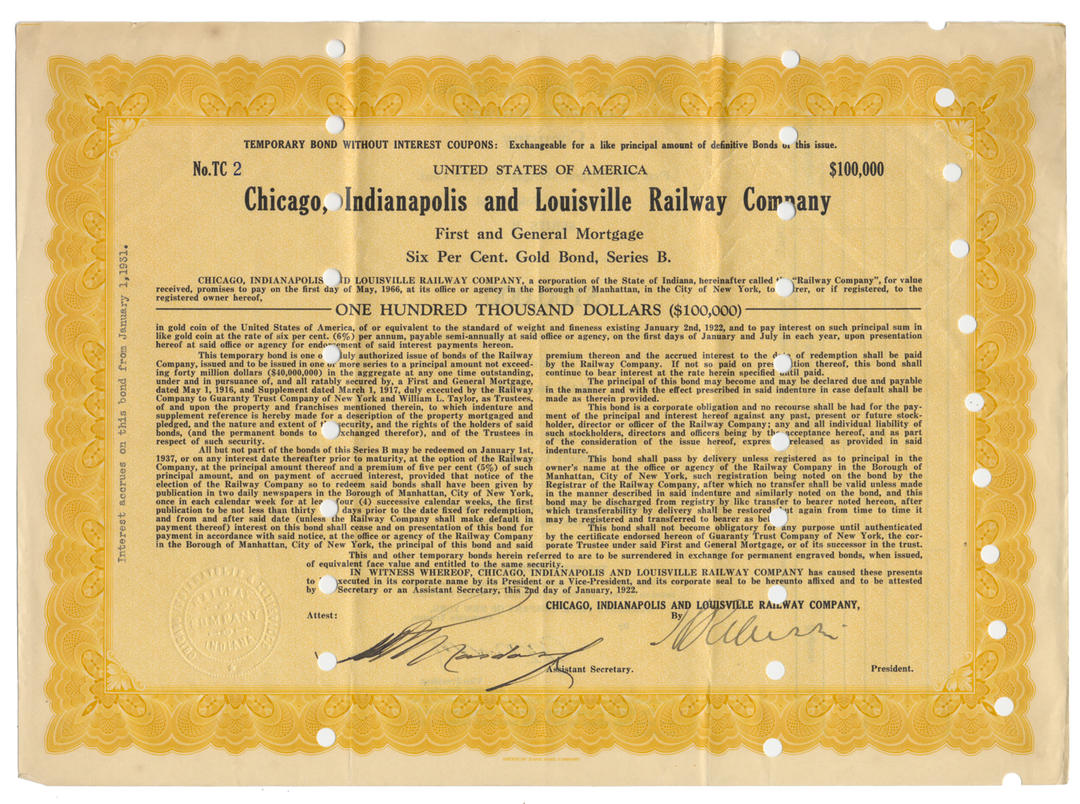 TEMPORARY BOND WITHOUT INTEREST COUPONS: Exchangeable for a like principal amount of definitive Bonds of this issue.
No. TC 2
UNITED STATES OF AMERICA
$100,000
Chicago, Indianapolis and Louisville Railway Company
First and General Mortgage
Six Per Cent. Gold Bond, Series B.
CHICAGO, INDIANAPOLIS AND LOUISVILLE RAILWAY COMPANY, a corporation of the State of Indiana, hereinafter called the "Railway Company", for value
received, promises to pay on the first day of May, 1966, at its office or agency in the Borough of Manhattan, in the City of New York, to rer, or if registered, to the
registered owner hereof,
ONE HUNDRED THOUSAND DOLLARS ($100,000)
in gold coin of the United States of America, of or equivalent to the standard of weight and fineness existing January 2nd, 1922, and to pay interest on such principal sum in
like gold coin at the rate of six per cent. (6%) per annum, payable semi-annually at said office or agency, on the first days of January and July in each year, upon presentation
hereof at said office or agency for endorsement of said interest payments hereon.
This temporary bond is one of duly authorized issue of bonds of the Railway
Company, issued and to be issued in one or more series to a principal amount not exceed-
ing forty million dollars ($40,000,000) in the aggregate at any one time outstanding,
under and in pursuance of, and all ratably secured by, a First and General Mortgage,
dated May 1, 1916, and Supplement dated March 1, 1917, duly executed by the Railway
Company to Guaranty Trust Company of New York and William L. Taylor, as Trustees,
of and upon the property and franchises mentioned therein, to which indenture and
supplement reference is hereby made for a description of the property mortgaged and
pledged, and the nature and extent of the security, and the rights of the holders of said
bonds, (and the permanent bonds to exchanged therefor), and of the Trustees in
respect of such security.
All but not part of the bonds of this Series B may be redeemed on January 1st,
1937, or on any interest date thereafter prior to maturity, at the option of the Railway
Company, at the principal amount thereof and a premium of five per cent (5%) of such
principal amount, and on payment of accrued interest, provided that notice of the
election of the Railway Company so to redeem said bonds shall have been given by
publication in two daily newspapers in the Borough of Manhattan, City of New York,
once in each calendar week for at least four (4) successive calendar weeks, the first
publication to be not less than thirty days prior to the date fixed for redemption,
and from and after said date (unless the Railway Company shall make default in
payment thereof) interest on this bond shall cease and on presentation of this bond for
payment in accordance with said notice, at the office or agency of the Railway Company
in the Borough of Manhattan, City of New York, the principal of this bond and said
premium thereon and the accrued interest to the date of redemption shall be paid
by the Railway Company. If not so paid on presentation thereof, this bond shall
continue to bear interest at the rate herein specified until paid.
The principal of this bond may become and may be declared due and payable
in the manner and with the effect prescribed in said indenture in case default shall be
made as therein provided.
This bond is a corporate obligation and no recourse shall be had for the pay-
ment of the principal and interest hereof against any past, present or future stock-
holder, director or officer of the Railway Company; any and all individual liability of
such stockholders, directors and officers being by the acceptance hereof, and as part
of the consideration of the issue hereof, expressly released as provided in said
indenture.
This bond shall pass by delivery unless registered as to principal in the
owner's name at the office or agency of the Railway Company in the Borough of
Manhattan, City of New York, such registration being noted on the bond by the
Registrar of the Railway Company, after which no transfer shall be valid unless made
in the manner described in said indenture and similarly noted on the bond, and this
bond may be discharged from registry by like transfer to bearer noted hereon, after
which transferability by delivery shall be restored but again from time to time it
may be registered and transferred to bearer as bef
This bond shall not become obligatory for any purpose until authenticated
by the certificate endorsed hereon of Guaranty Trust Company of New York, the cor-
porate Trustee under said First and General Mortgage, or of its successor in the trust.
This and other temporary bonds herein referred to are to be surrendered in exchange for permanent engraved bonds, when issued,
of equivalent face value and entitled to the same security.
IN WITNESS WHEREOF, CHICAGO, INDIANAPOLIS AND LOUISVILLE RAILWAY COMPANY has caused these presents
to executed in its corporate name by its President or a Vice-President, and its corporate seal to be hereunto affixed and to be attested
by Secretary or an Assistant Secretary, this 2nd day of January, 1922.
CHICAGO, INDIANAPOLIS AND LOUISVILLE RAILWAY COMPANY,
Attest:
By
Assistant Secretary.
President.
Interest accrues on this bond from January 1, 1931.
RAILWAY
COMPANY
INDIANA
AMERICAN BANK NOTE COMPANY